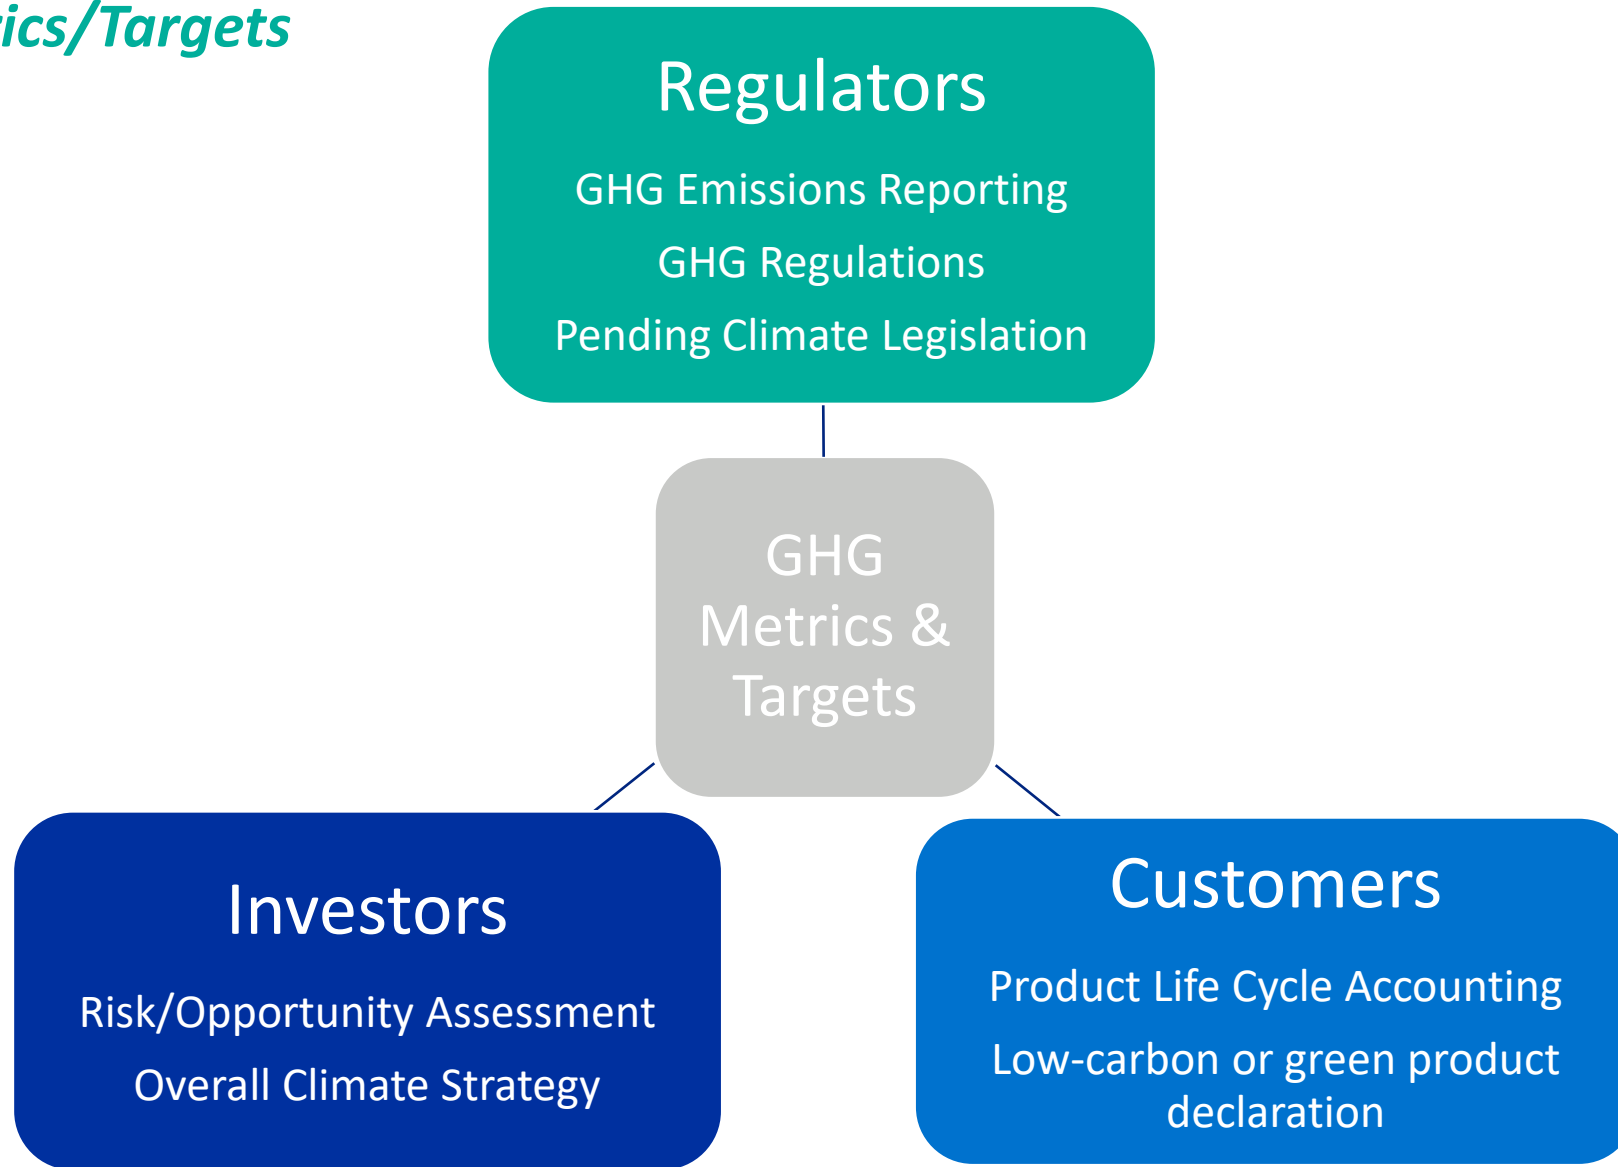 ics/Targets
Regulators
GHG Emissions Reporting
GHG Regulations
Pending Climate Legislation
GHG
Metrics &
Targets
Investors
Risk/Opportunity Assessment
Overall Climate Strategy
Customers
Product Life Cycle Accounting
Low-carbon or green product
declaration